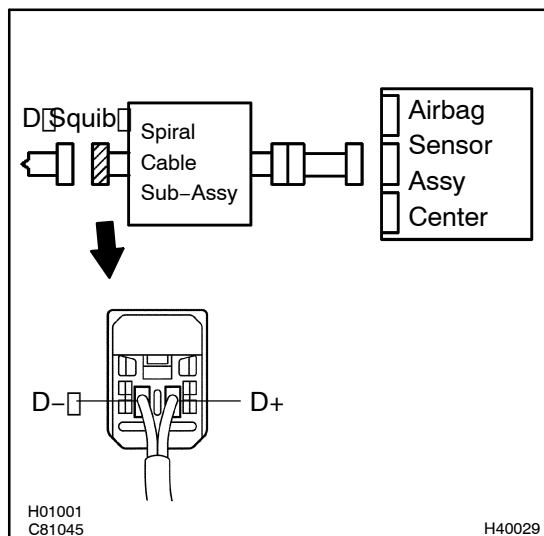 D Squib
Spiral
Cable
Sub−Assy
Airbag
Sensor
Assy
Center
D−
D+
H01001
C81045
H40029